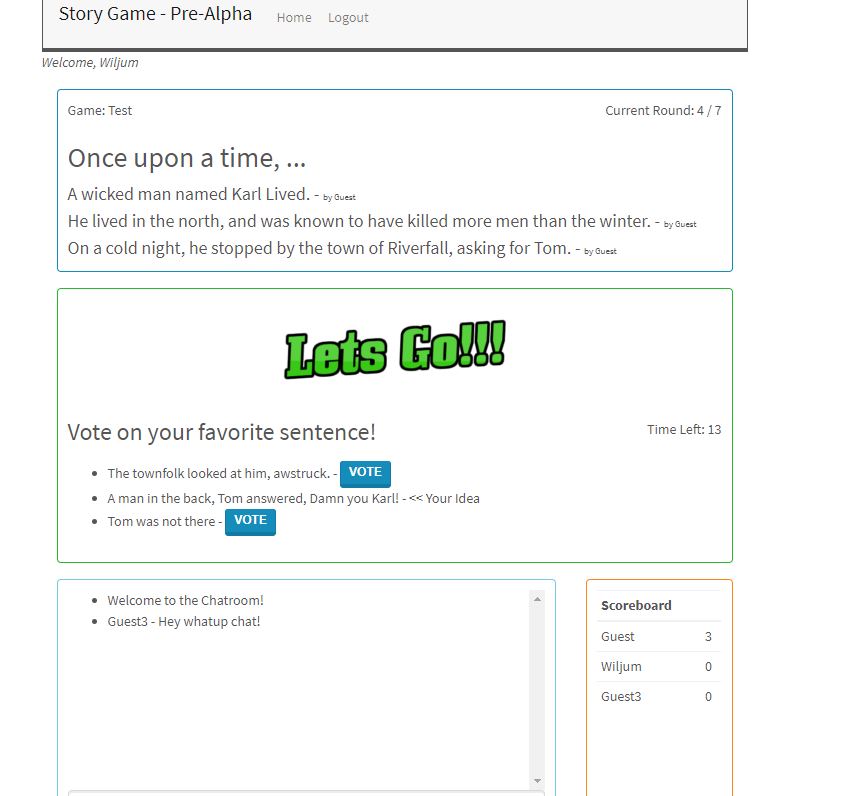 Story Game - Pre-Alpha Home Logout
Welcome, Wiljum
Game: Test Current Round: 4 / 7
Once upon a time, ...
A wicked man named Karl Lived. - by Guest
He lived in the north, and was known to have killed more men than the winter. - by Guest
On a cold night, he stopped by the town of Riverfall, asking for Tom. - by Guest
Lets Go!!!
Vote on your favorite sentence! Time Left: 13
The townfolk looked at him, awstruck. - VOTE
A man in the back, Tom answered, Damn you Karl! - << Your Idea
Tom was not there - VOTE
Welcome to the Chatroom!
Guest3 - Hey whatup chat!
Scoreboard
Guest 3
Wiljum 0
Guest3 0